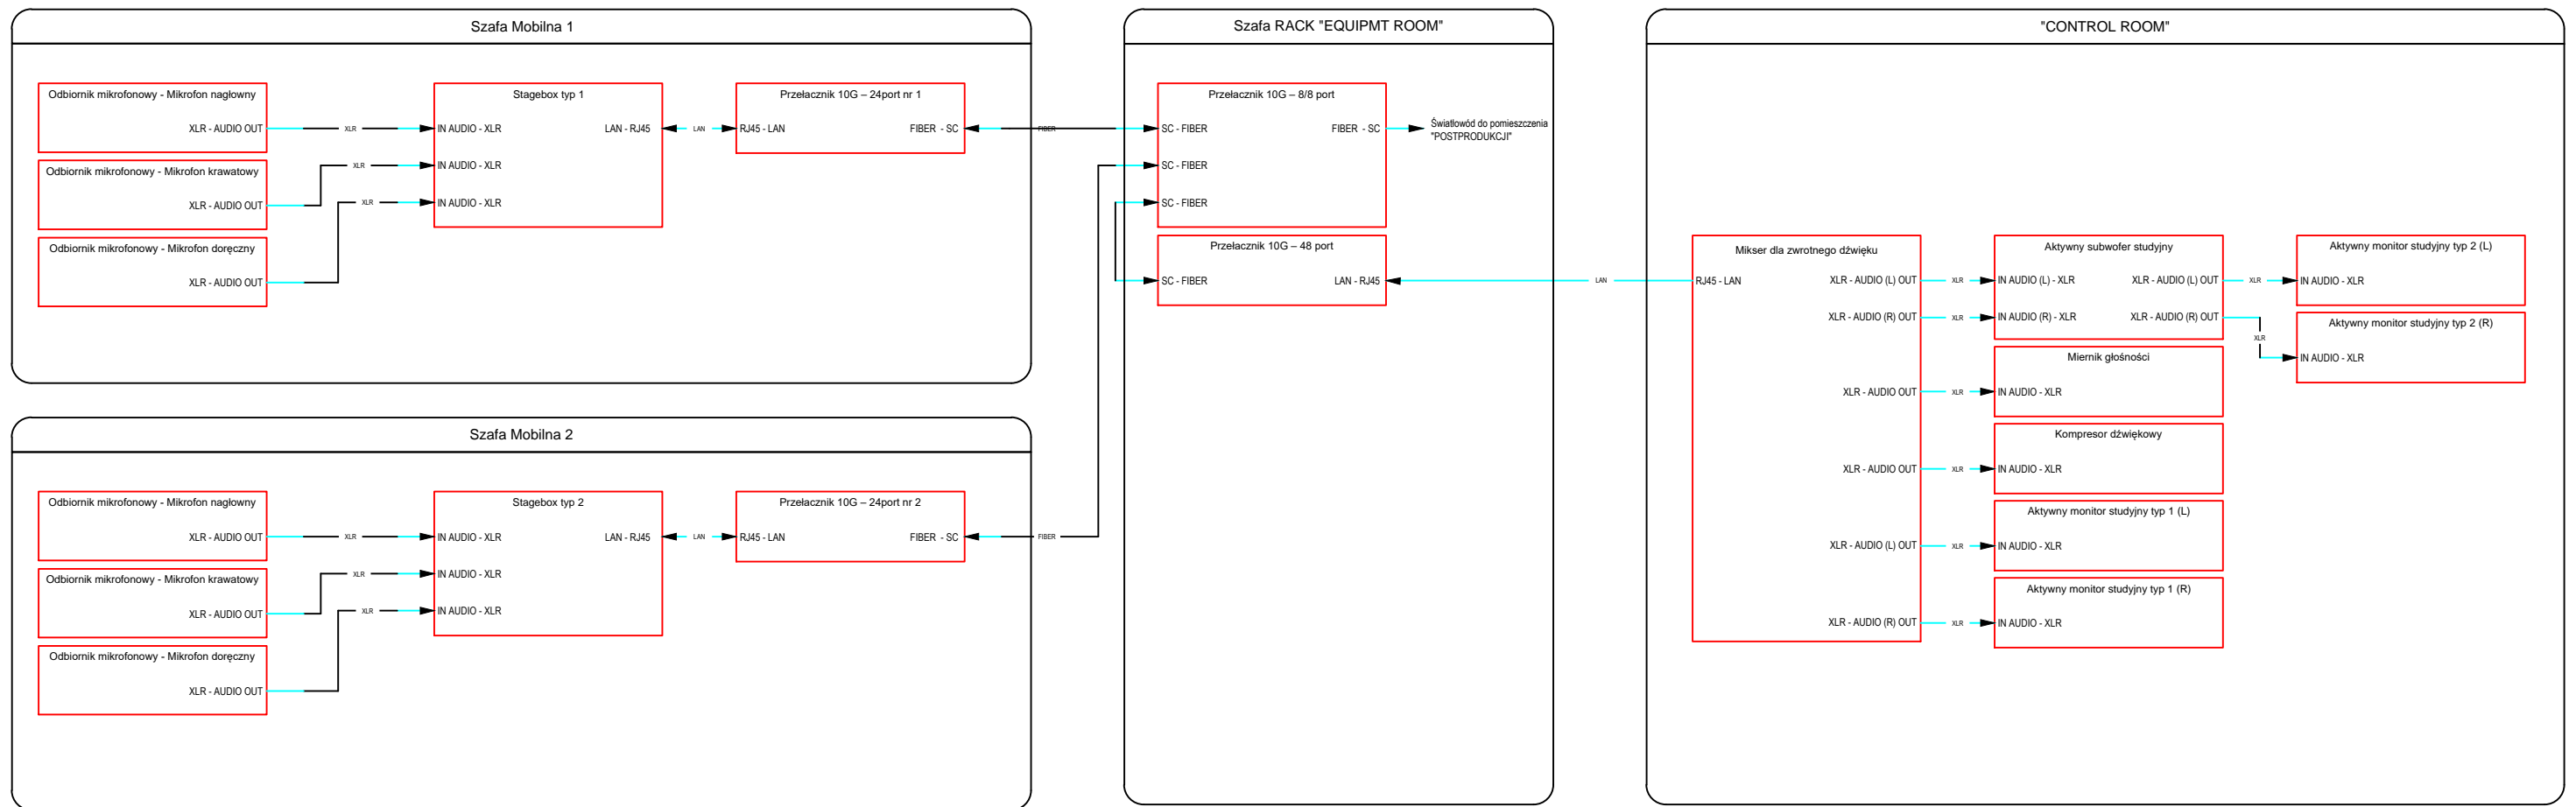 Szafa Mobilna 1
Odbiornik mikrofonowy - Mikrofon nagłowny
XLR - AUDIO OUT
Odbiornik mikrofonowy - Mikrofon krawatowy
XLR - AUDIO OUT
Odbiornik mikrofonowy - Mikrofon doręczny
XLR - AUDIO OUT
XLR
XLR
XLR
Stagebox typ 1
IN AUDIO - XLR
LAN - RJ45
IN AUDIO - XLR
IN AUDIO - XLR
LAN
Przełacznik 10G – 24port nr 1
RJ45 - LAN
FIBER - SC
FIBER
Szafa Mobilna 2
Odbiornik mikrofonowy - Mikrofon nagłowny
XLR - AUDIO OUT
Odbiornik mikrofonowy - Mikrofon krawatowy
XLR - AUDIO OUT
Odbiornik mikrofonowy - Mikrofon doręczny
XLR - AUDIO OUT
XLR
XLR
XLR
Stagebox typ 2
IN AUDIO - XLR
LAN - RJ45
IN AUDIO - XLR
IN AUDIO - XLR
LAN
Przełacznik 10G – 24port nr 2
RJ45 - LAN
FIBER - SC
FIBER
Szafa RACK "EQUIPMT ROOM"
Przełacznik 10G – 8/8 port
SC - FIBER
FIBER - SC
SC - FIBER
SC - FIBER
Światłowód do pomieszczenia
"POSTPRODUKCJI"
Przełacznik 10G – 48 port
SC - FIBER
LAN - RJ45
LAN
"CONTROL ROOM"
Mikser dla zwrotnego dźwięku
RJ45 - LAN
XLR - AUDIO (L) OUT
XLR - AUDIO (R) OUT
XLR - AUDIO OUT
XLR - AUDIO OUT
XLR - AUDIO (L) OUT
XLR - AUDIO (R) OUT
XLR
XLR
XLR
XLR
XLR
XLR
Aktywny subwofer studyjny
IN AUDIO (L) - XLR
XLR - AUDIO (L) OUT
IN AUDIO (R) - XLR
XLR - AUDIO (R) OUT
Miernik głośności
IN AUDIO - XLR
Kompresor dźwiękowy
IN AUDIO - XLR
Aktywny monitor studyjny typ 1 (L)
IN AUDIO - XLR
Aktywny monitor studyjny typ 1 (R)
IN AUDIO - XLR
XLR
XLR
Aktywny monitor studyjny typ 2 (L)
IN AUDIO - XLR
Aktywny monitor studyjny typ 2 (R)
IN AUDIO - XLR